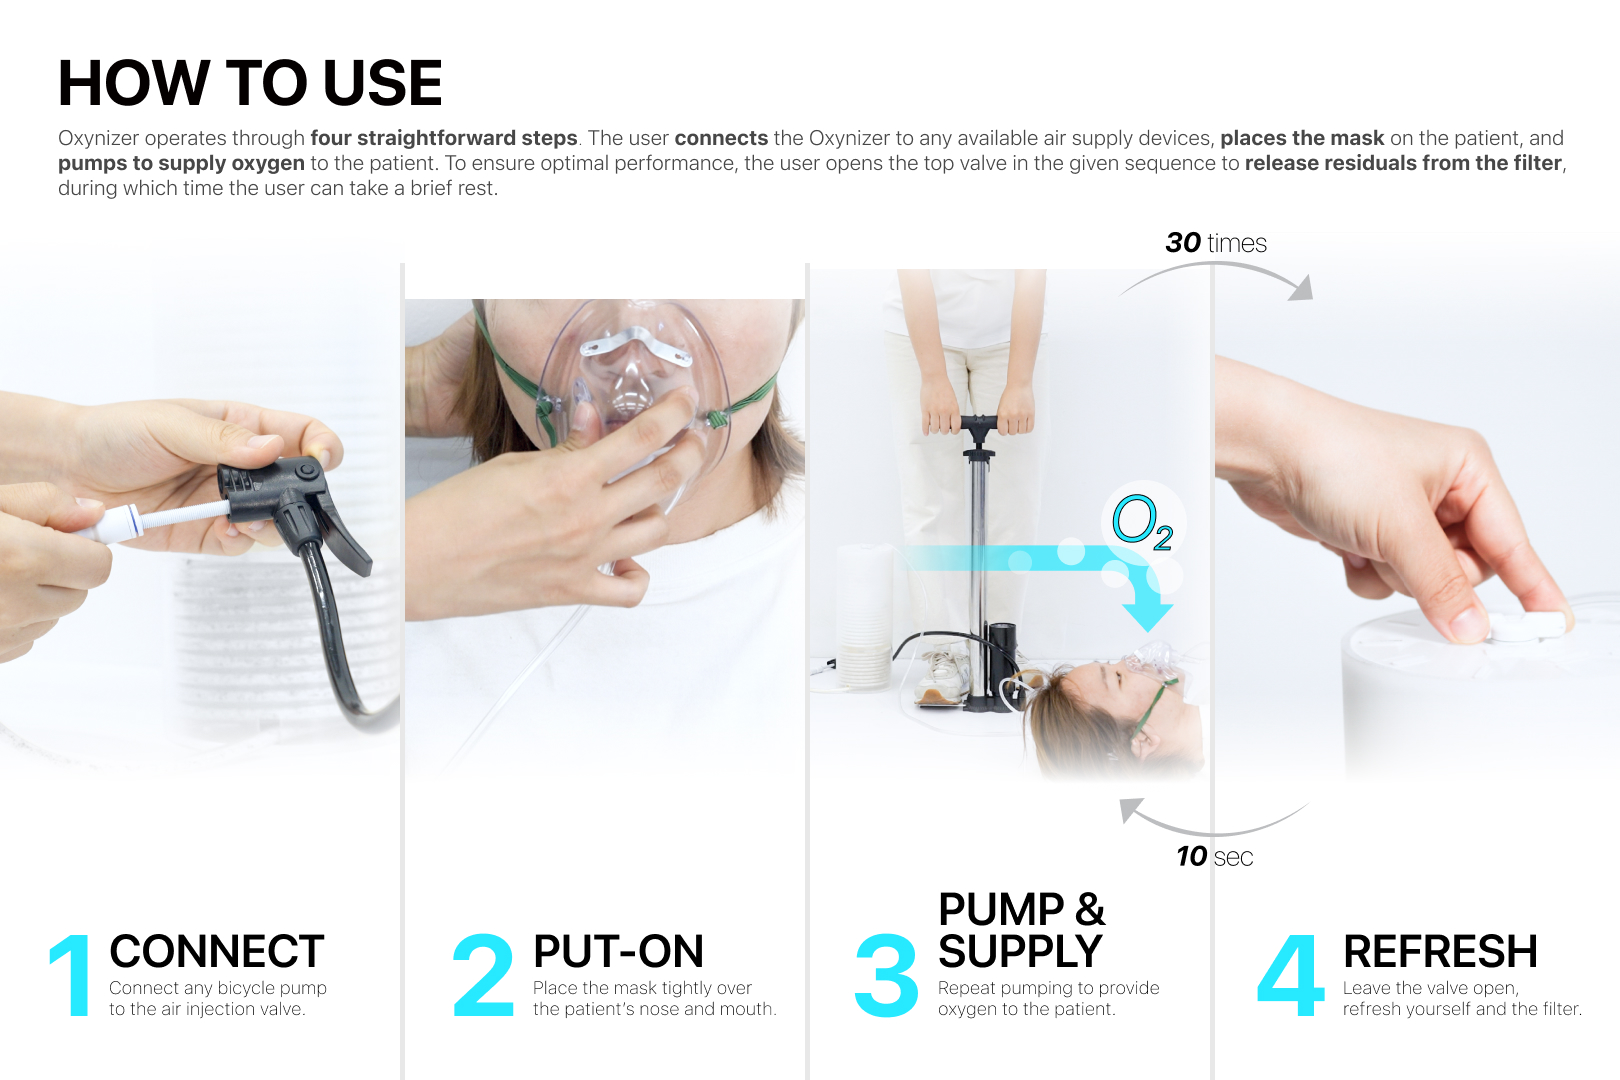 HOW TO USE
Oxynizer operates through four straightforward steps. The user connects the Oxynizer to any available air supply devices, places the mask on the patient, and
pumps to supply oxygen to the patient. To ensure optimal performance, the user opens the top valve in the given sequence to release residuals from the filter,
during which time the user can take a brief rest.
30 times
O2
10 sec
1 CONNECT
Connect any bicycle pump
to the air injection valve.
2 PUT-ON
Place the mask tightly over
the patient's nose and mouth.
3 PUMP &
SUPPLY
Repeat pumping to provide
oxygen to the patient.
4 REFRESH
Leave the valve open,
refresh yourself and the filter.